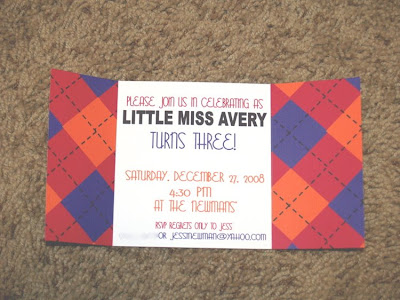 PLEASE JOIN US IN CELEBRATING AS
LITTLE MISS AVERY
TURNS THREE!
SATURDAY, DECEMBER 27, 2008
4:30 PM
AT THE NEWMANS'
RSVP REGRETS ONLY TO JESS
OR JESSNEWMAN@YAHOO.COM